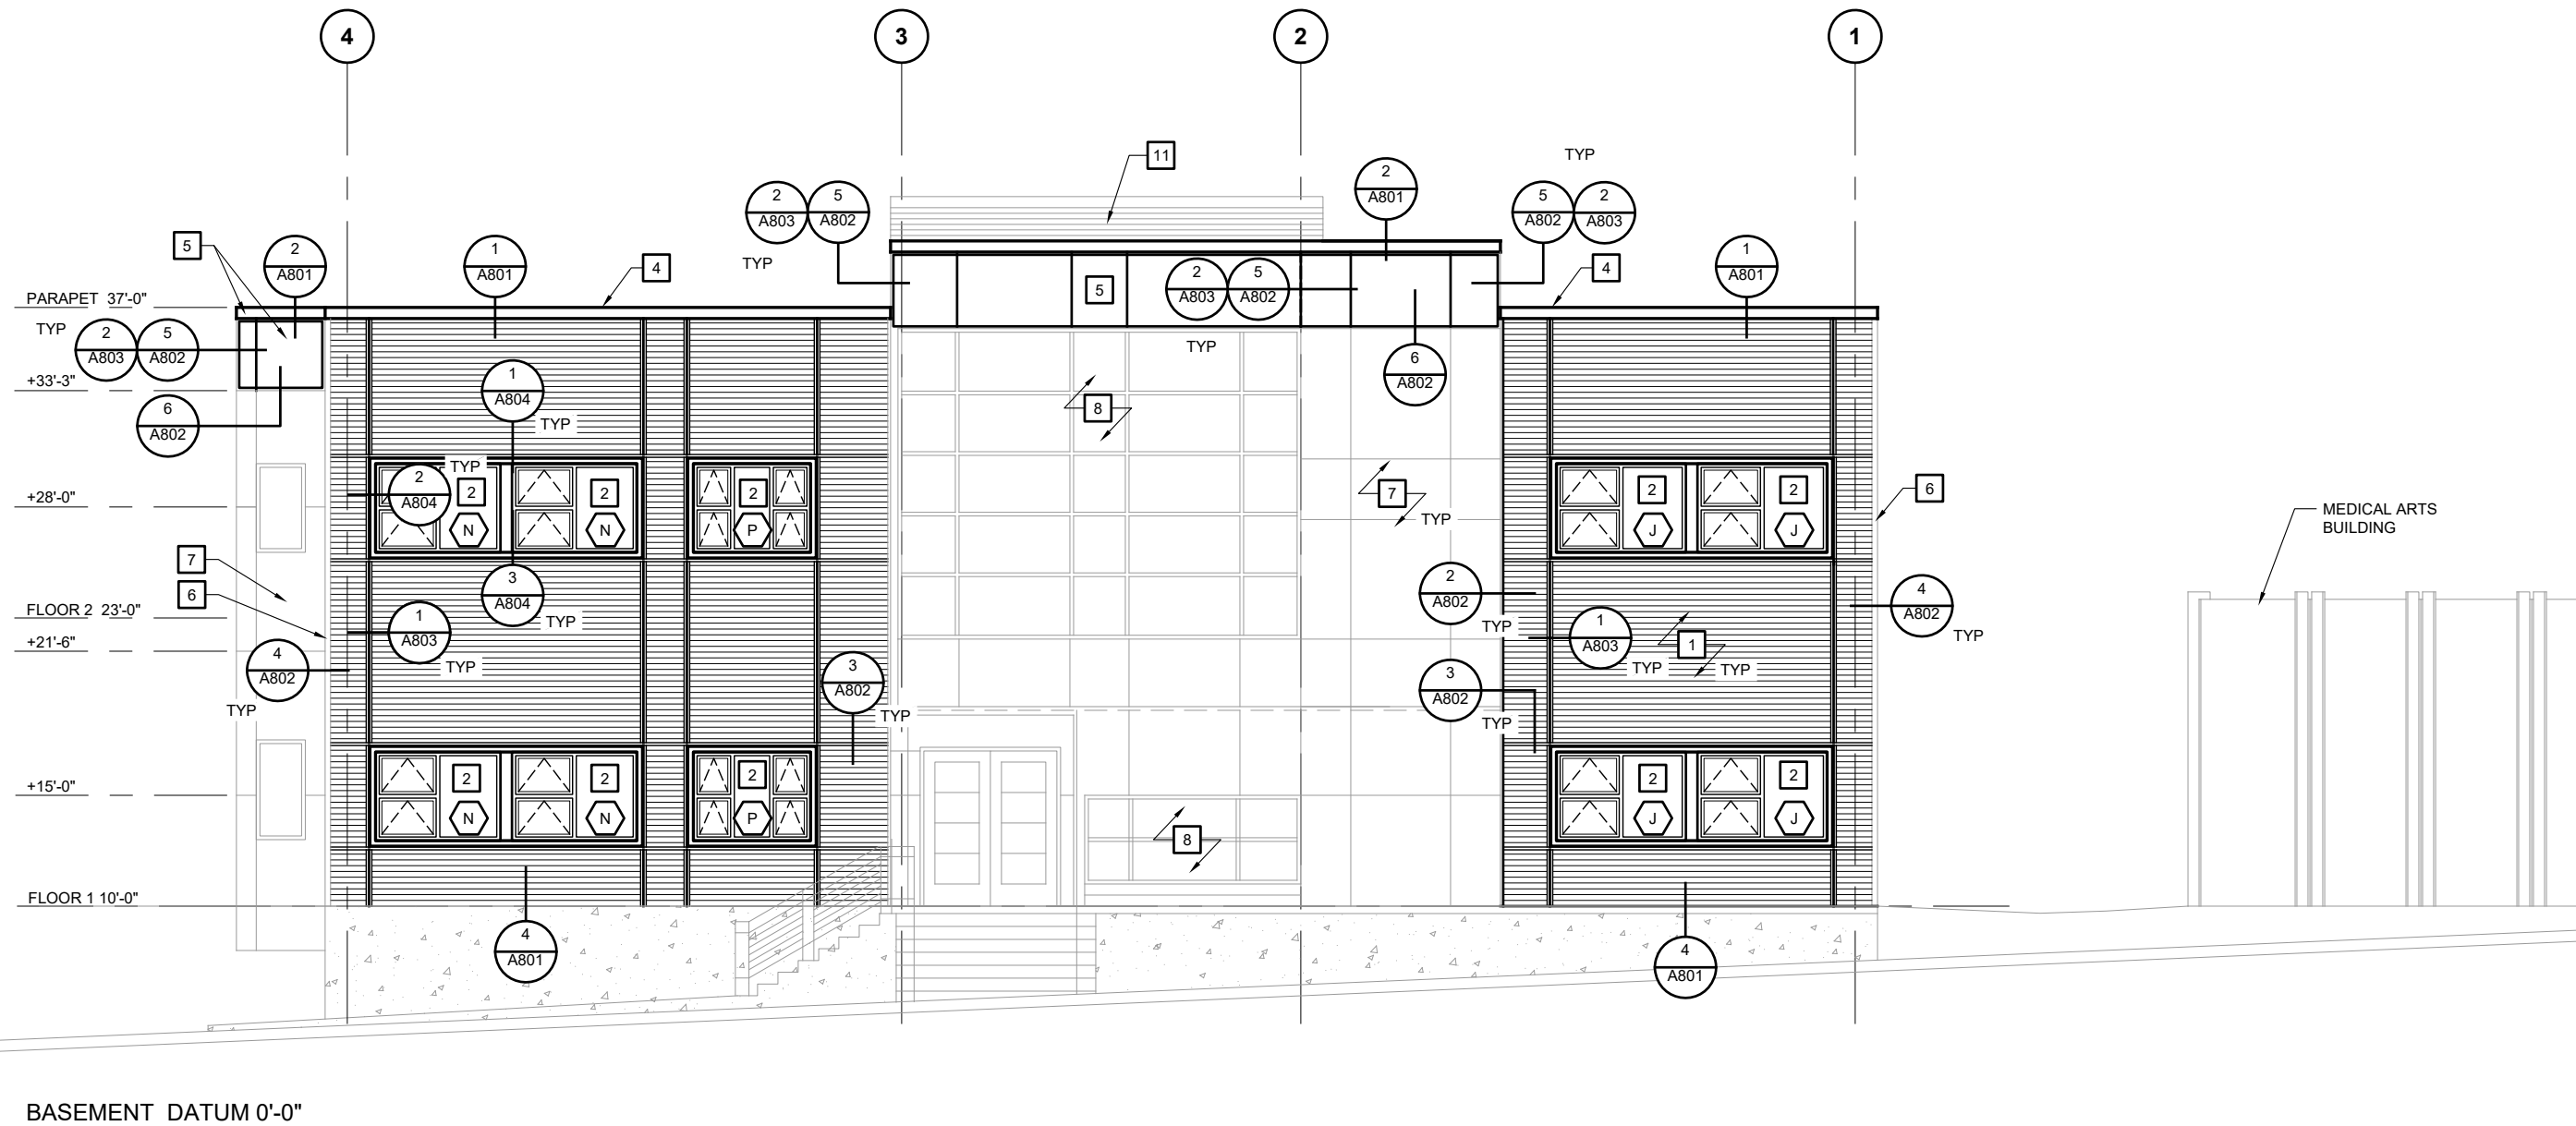 4
3
2
1
11
TYP
2
A801
2
A803
5
A802
5
A802
2
A803
5
2
A801
1
A801
4
TYP
5
2
A803
5
A802
4
1
A801
PARAPET 37'-0"
TYP
2
A803
5
A802
TYP
6
A802
+33'-3"
6
A802
1
A804
TYP
8
TYP
2
A804
2
2
2
N
N
P
7
TYP
2
2
J
J
6
+28'-0"
MEDICAL ARTS
BUILDING
7
6
3
A804
TYP
2
A802
TYP
4
A802
TYP
FLOOR 2 23'-0"
1
A803
TYP
1
A803
TYP
1
TYP
+21'-6"
4
A802
TYP
3
A802
TYP
3
A802
TYP
2
2
2
N
N
P
2
2
J
J
+15'-0"
8
FLOOR 1 10'-0"
4
A801
4
A801
BASEMENT DATUM 0'-0"